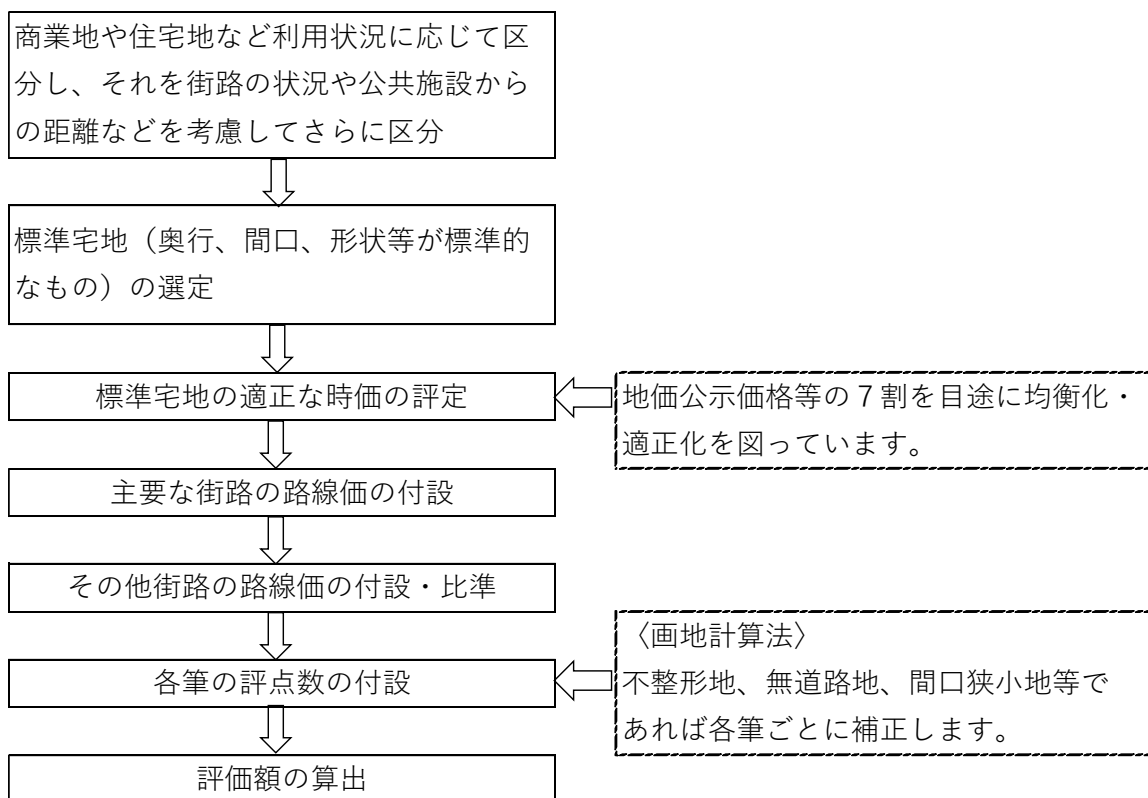 商業地や住宅地など利用状況に応じて区
分し、それを街路の状況や公共施設から
の距離などを考慮してさらに区分
標準宅地（奥行、間口、形状等が標準的
なもの）の選定
標準宅地の適正な時価の評定
地価公示価格等の７割を目途に均衡化・
適正化を図っています。
主要な街路の路線価の付設
その他街路の路線価の付設・比準
各筆の評点数の付設
〈画地計算法〉
不整形地、無道路地、間口狭小地等で
あれば各筆ごとに補正します。
評価額の算出